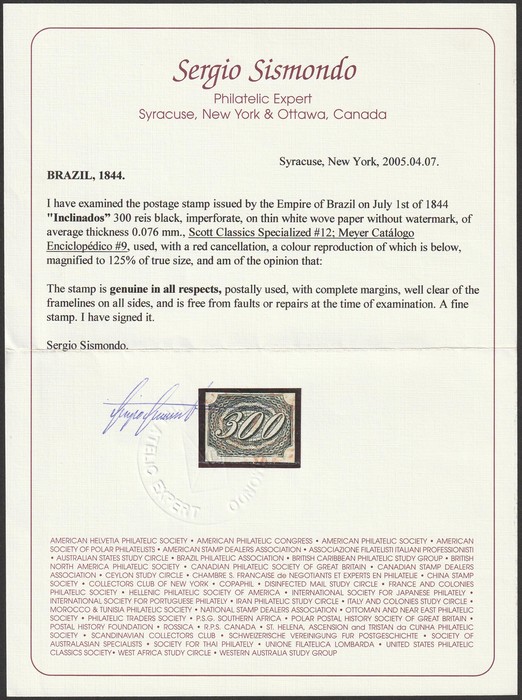 Sergio Sismondo
Philatelic Expert
Syracuse, New York & Ottawa, Canada
Syracuse, New York, 2005.04.07.
BRAZIL, 1844.
I have examined the postage stamp issued by the Empire of Brazil on July 1st of 1844
"Inclinados" 300 reis black, imperforate, on thin white wove paper without watermark, of
average thickness 0.076 mm., Scott Classics Specialized #12; Meyer Catálogo
Enciclopédico #9, used, with a red cancellation, a colour reproduction of which is below,
magnified to 125% of true size, and am of the opinion that:
The stamp is genuine in all respects, postally used, with complete margins, well clear of the
framelines on all sides, and is free from faults or repairs at the time of examination. A fine
stamp. I have signed it.
Sergio Sismondo.
300
AMERICAN HELVETIA PHILATELIC SOCIETY • AMERICAN PHILATELIC CONGRESS • AMERICAN PHILATELIC SOCIETY • AMERICAN
SOCIETY OF POLAR PHILATELISTS • AMERICAN STAMP DEALERS ASSOCIATION • ASSOCIAZIONE FILATELISTI ITALIANI PROFESSIONISTI
• AUSTRALIAN STATES STUDY CIRCLE • BRAZIL PHILATELIC ASSOCIATION • BRITISH CARIBBEAN PHILATELIC STUDY GROUP • BRITISH
NORTH AMERICA PHILATELIC SOCIETY • CANADIAN PHILATELIC SOCIETY OF GREAT BRITAIN • CANADIAN STAMP DEALERS
ASSOCIATION • CEYLON STUDY CIRCLE • CHAMBRE S. FRANCAISE de NEGOTIANTS ET EXPERTS EN PHILATELIE • CHINA STAMP
SOCIETY • COLLECTORS CLUB OF NEW YORK • COPAPHIL • DISINFECTED MAIL STUDY CIRCLE • FRANCE AND COLONIES
PHILATELIC SOCIETY • HELLENIC PHILATELIC SOCIETY OF AMERICA • INTERNATIONAL SOCIETY FOR JAPANESE PHILATELY •
INTERNATIONAL SOCIETY FOR PORTUGUESE PHILATELY • IRAN PHILATELIC STUDY CIRCLE • ITALY AND COLONIES STUDY CIRCLE •
MOROCCO & TUNISIA PHILATELIC SOCIETY • NATIONAL STAMP DEALERS ASSOCIATION • OTTOMAN AND NEAR EAST PHILATELIC
SOCIETY • PHILATELIC TRADERS SOCIETY • P.S.G. SOUTHERN AFRICA • POLAR POSTAL HISTORY SOCIETY OF GREAT BRITAIN •
POSTAL HISTORY FOUNDATION • ROSSICA • R.P.S. CANADA • ST. HELENA, ASCENSION and TRISTAN da CUNHA PHILATELIC
SOCIETY • SCANDINAVIAN COLLECTORS CLUB • SCHWEIZERISCHE VEREINIGUNG FUR POSTGESCHICHTE • SOCIETY OF
AUSTRALASIAN SPECIALISTS • SOCIETY FOR THAI PHILATELY • UNIONE FILATELICA LOMBARDA • UNITED STATES PHILATELIC
CLASSICS SOCIETY• WEST AFRICA STUDY CIRCLE • WESTERN AUSTRALIA STUDY GROUP